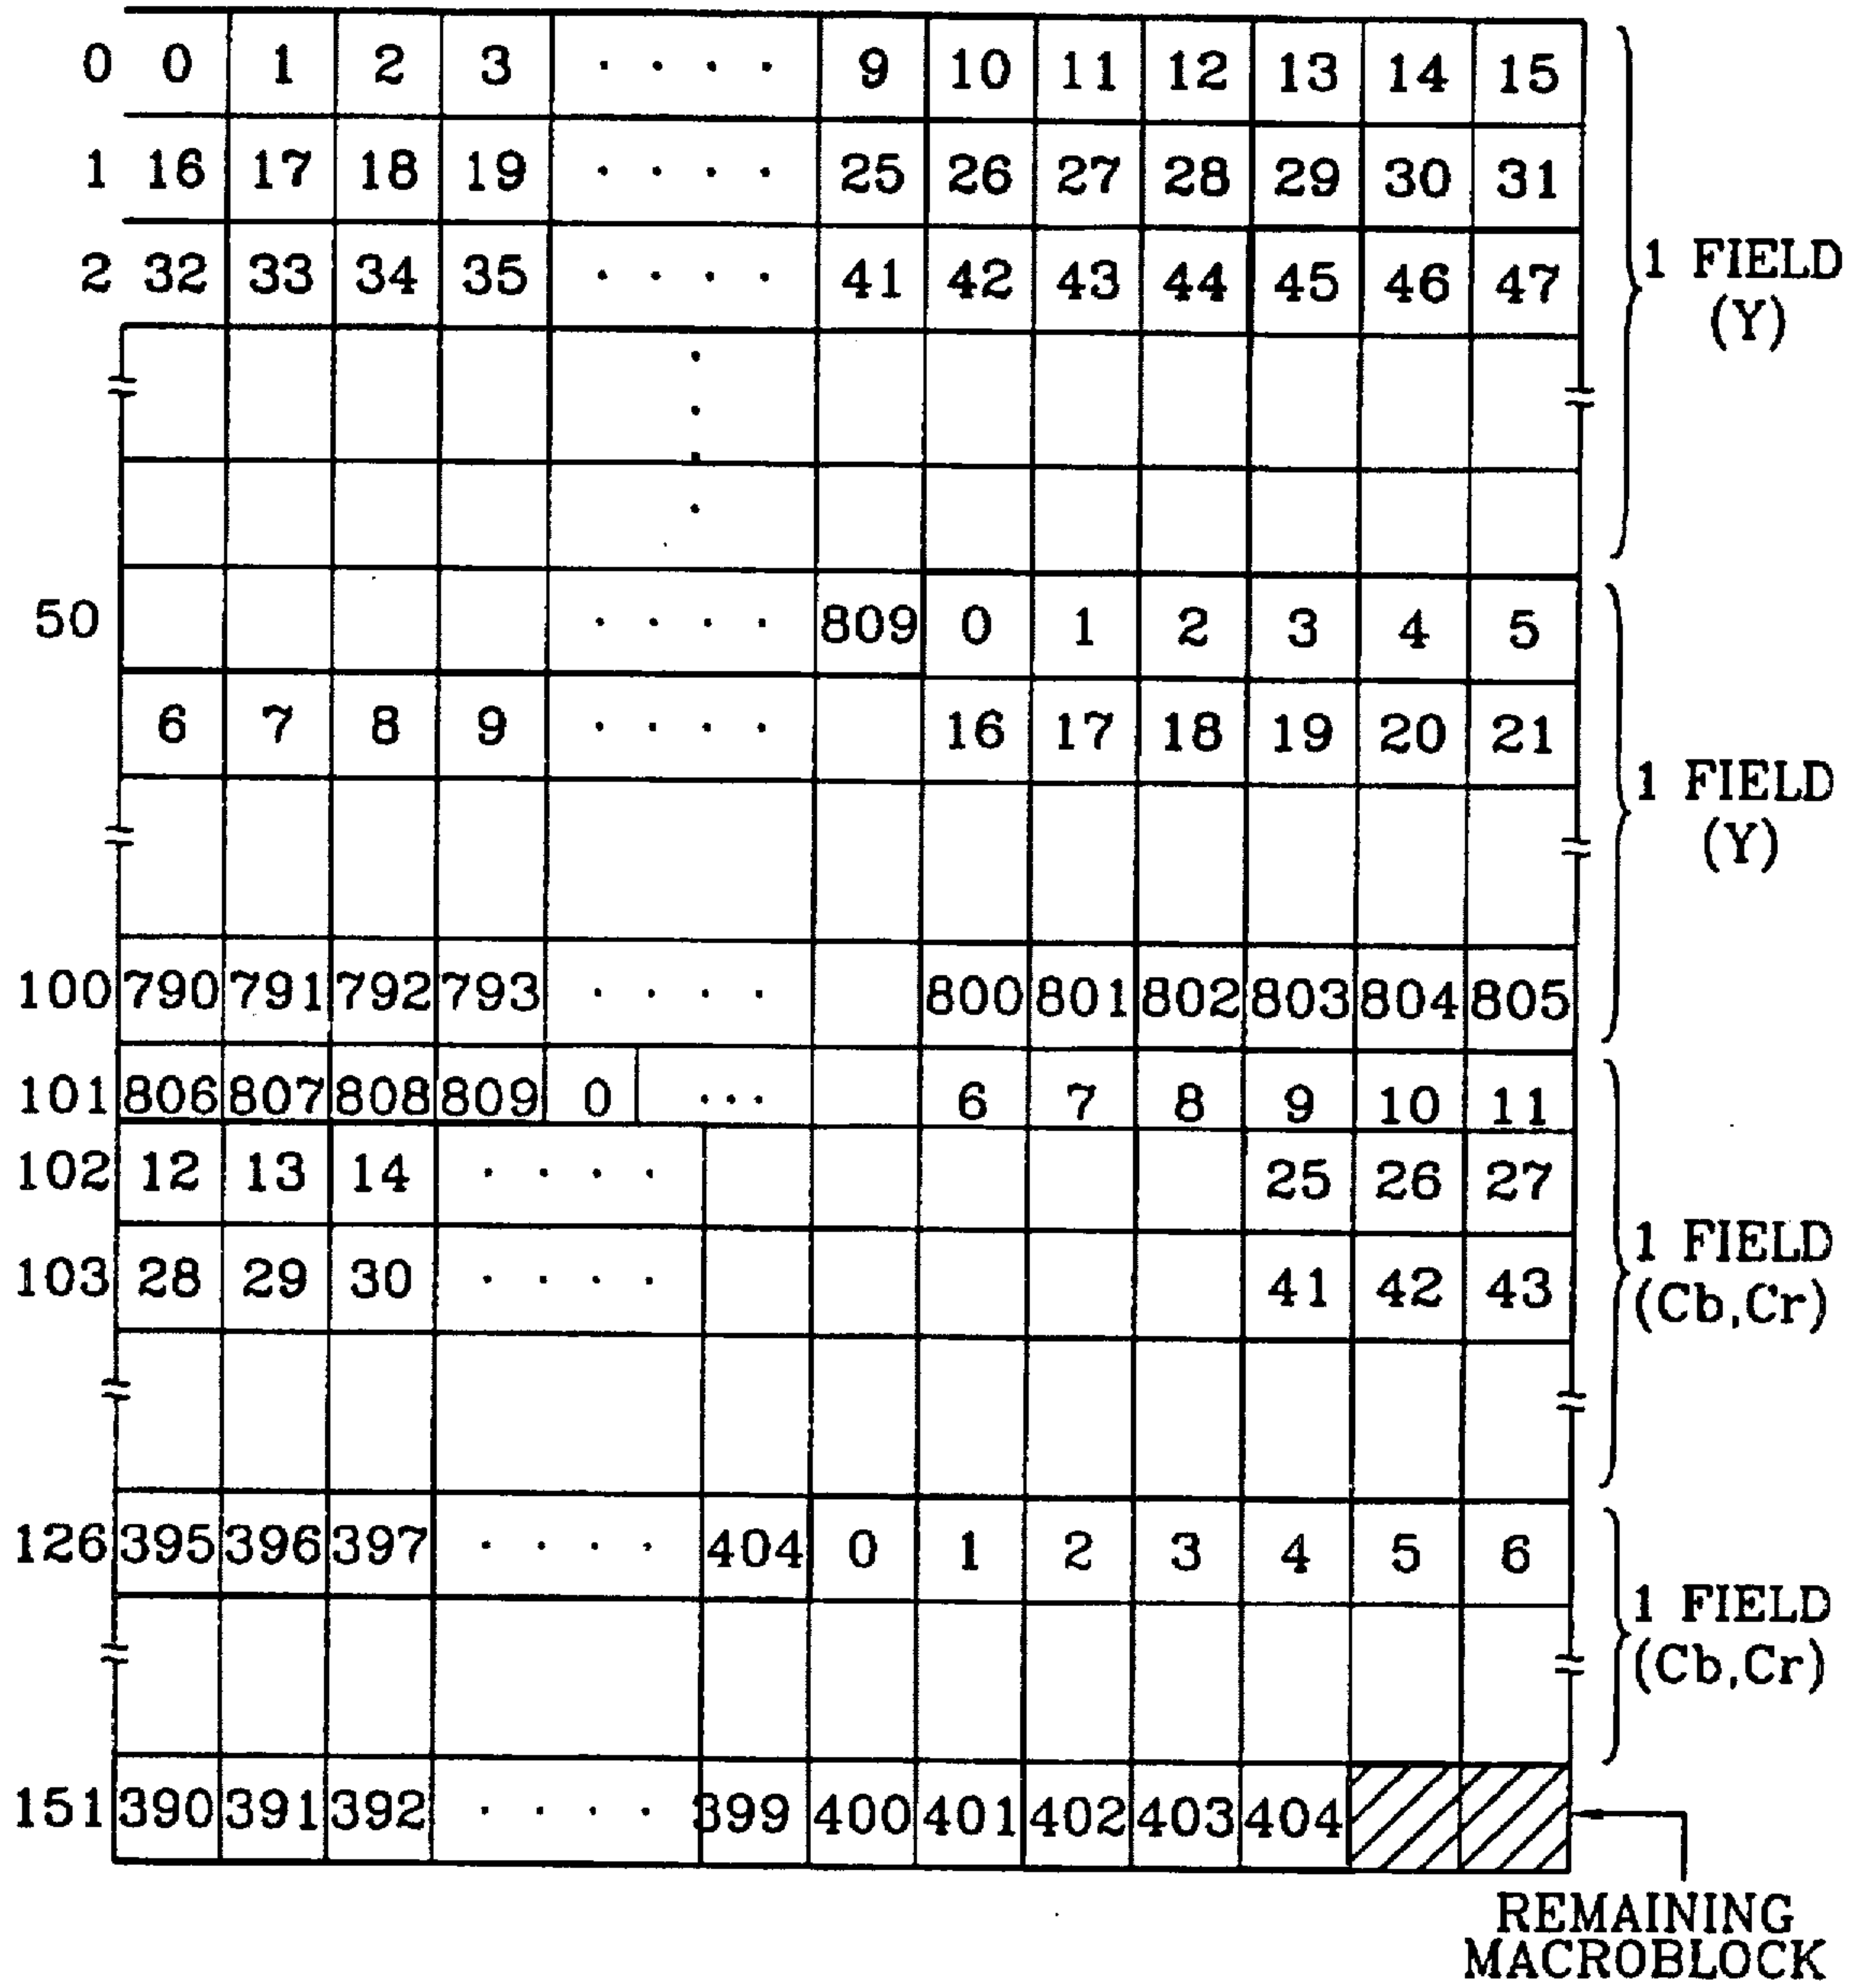 0 0 1 2 3 . . . . 9 10 11 12 13 14 15
1 16 17 18 19 . . . . 25 26 27 28 29 30 31
2 32 33 34 35 . . . . 41 42 43 44 45 46 47
1 FIELD
(Y)
50 . . . . 809 0 1 2 3 4 5
6 7 8 9 . . . . 16 17 18 19 20 21
1 FIELD
(Y)
100 790 791 792 793 . . . . 800 801 802 803 804 805
101 806 807 808 809 0 ... 6 7 8 9 10 11
102 12 13 14 . . . . 25 26 27
103 28 29 30 . . . . 41 42 43
1 FIELD
(Cb,Cr)
126 395 396 397 . . . . 404 0 1 2 3 4 5 6
1 FIELD
(Cb,Cr)
151 390 391 392 . . . . 399 400 401 402 403 404
REMAINING
MACROBLOCK